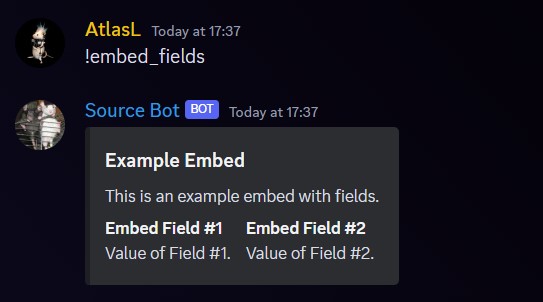 AtlasL Today at 17:37
!embed_fields
Source Bot BOT Today at 17:37
Example Embed
This is an example embed with fields.
Embed Field #1 Embed Field #2
Value of Field #1. Value of Field #2.